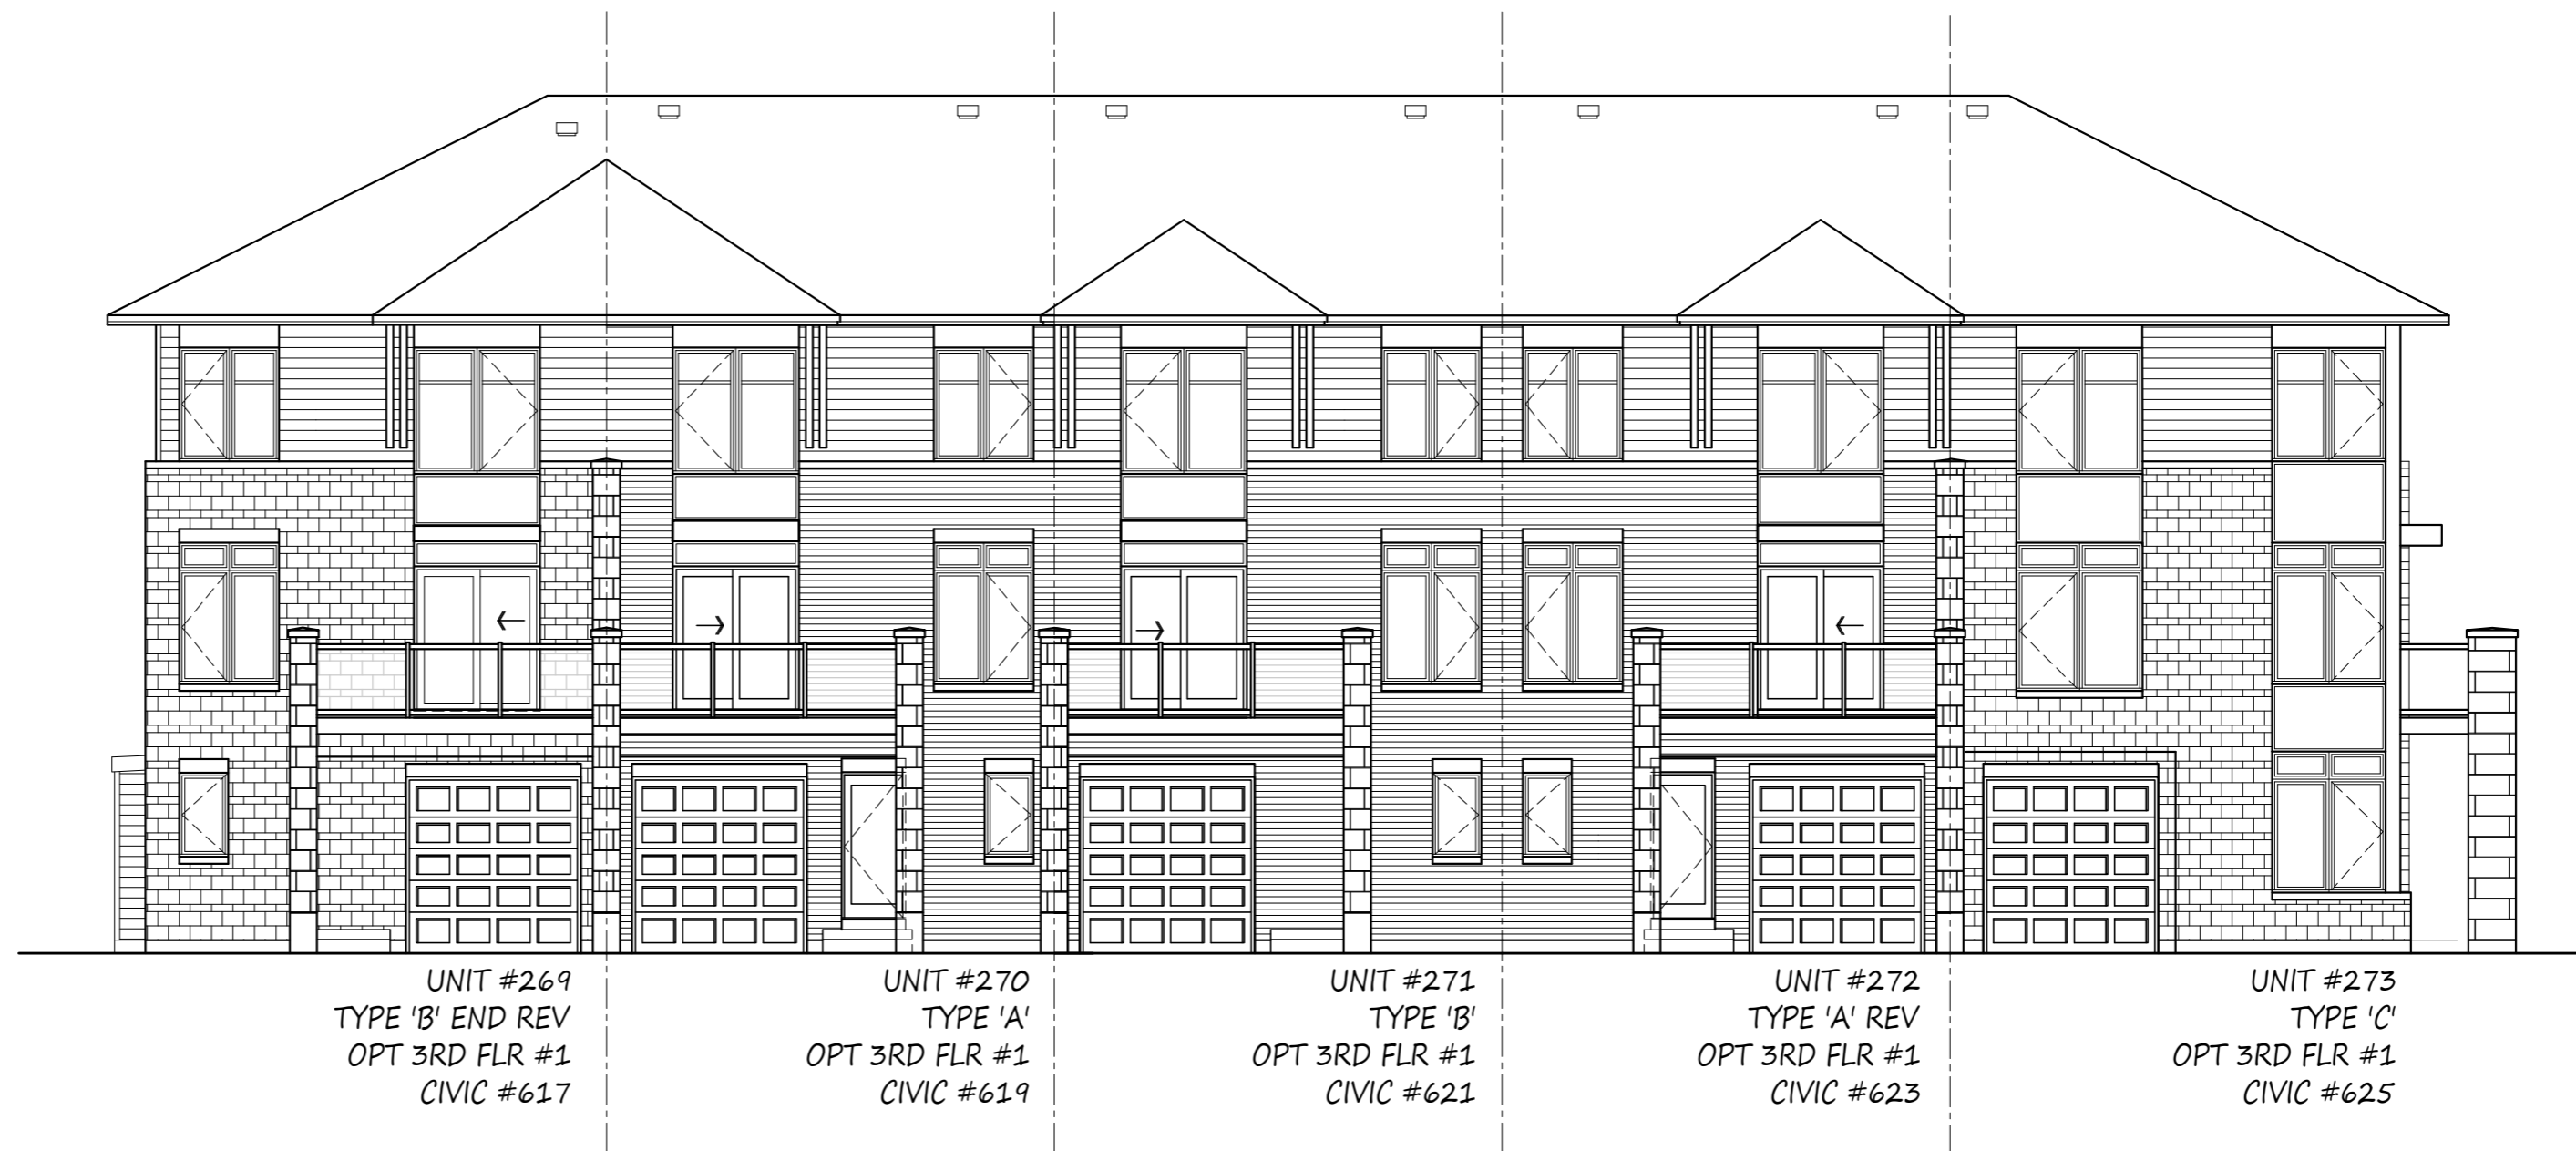 UNIT #269
TYPE 'B' END REV
OPT 3RD FLR #1
CIVIC #617
UNIT #270
TYPE 'A'
OPT 3RD FLR #1
CIVIC #619
UNIT #271
TYPE 'B'
OPT 3RD FLR #1
CIVIC #621
UNIT #272
TYPE 'A' REV
OPT 3RD FLR #1
CIVIC #623
UNIT #273
TYPE 'C'
OPT 3RD FLR #1
CIVIC #625